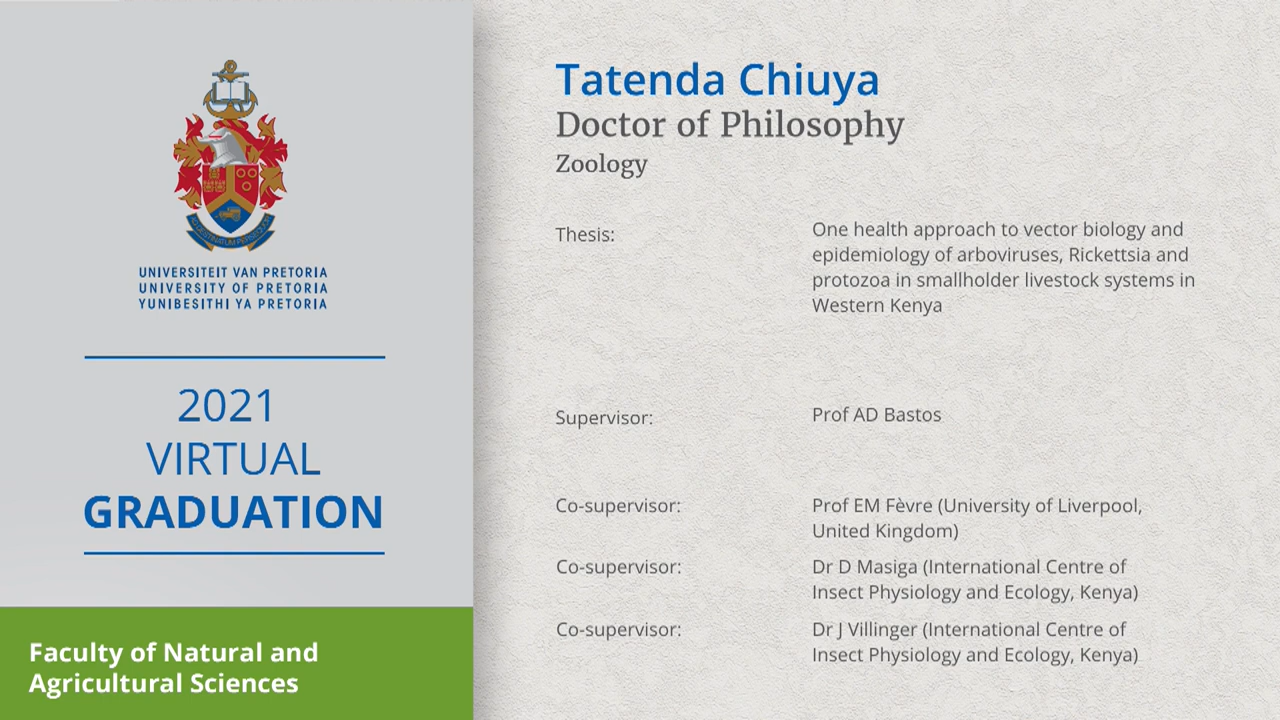 UNIVERSITEIT VAN PRETORIA
UNIVERSITY OF PRETORIA
YUNIBESITHI YA PRETORIA
2021
VIRTUAL
GRADUATION
Faculty of Natural and
Agricultural Sciences
Tatenda Chiuya
Doctor of Philosophy
Zoology
Thesis:
One health approach to vector biology and
epidemiology of arboviruses, Rickettsia and
protozoa in smallholder livestock systems in
Western Kenya
Supervisor:
Prof AD Bastos
Co-supervisor:
Prof EM Fèvre (University of Liverpool,
United Kingdom)
Co-supervisor:
Dr D Masiga (International Centre of
Insect Physiology and Ecology, Kenya)
Co-supervisor:
Dr J Villinger (International Centre of
Insect Physiology and Ecology, Kenya)